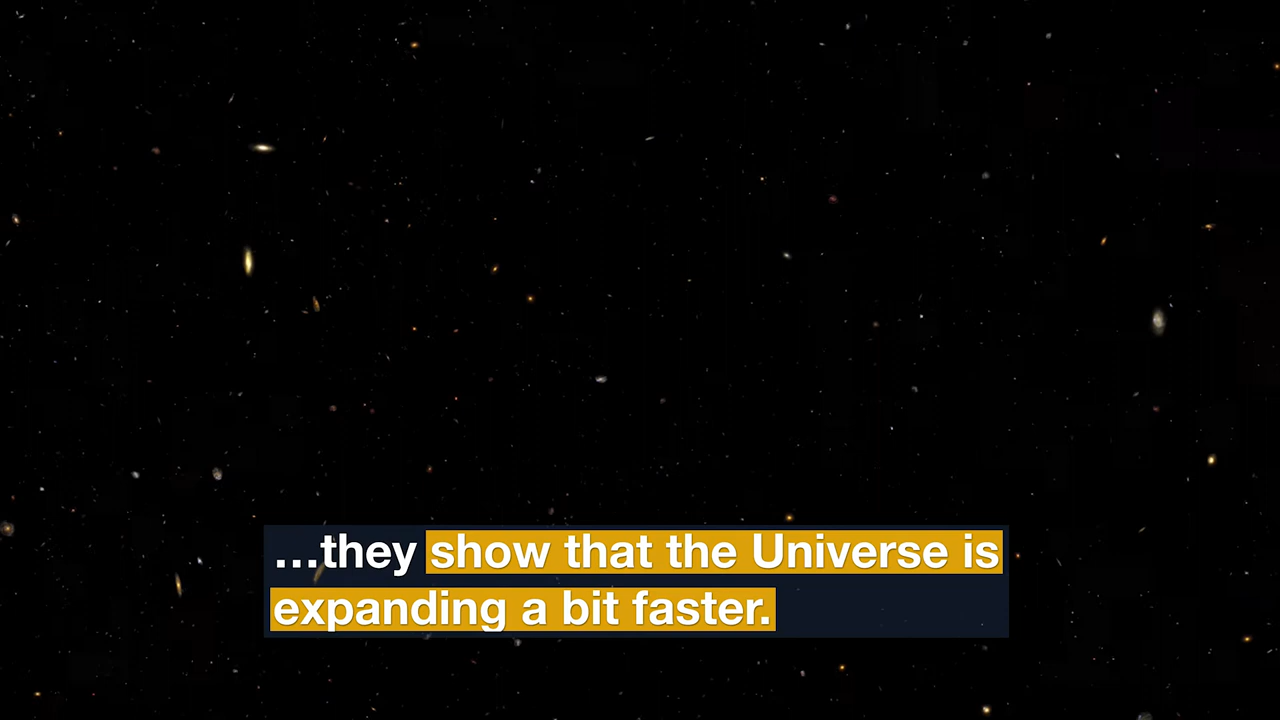 …they show that the Universe is
expanding a bit faster.